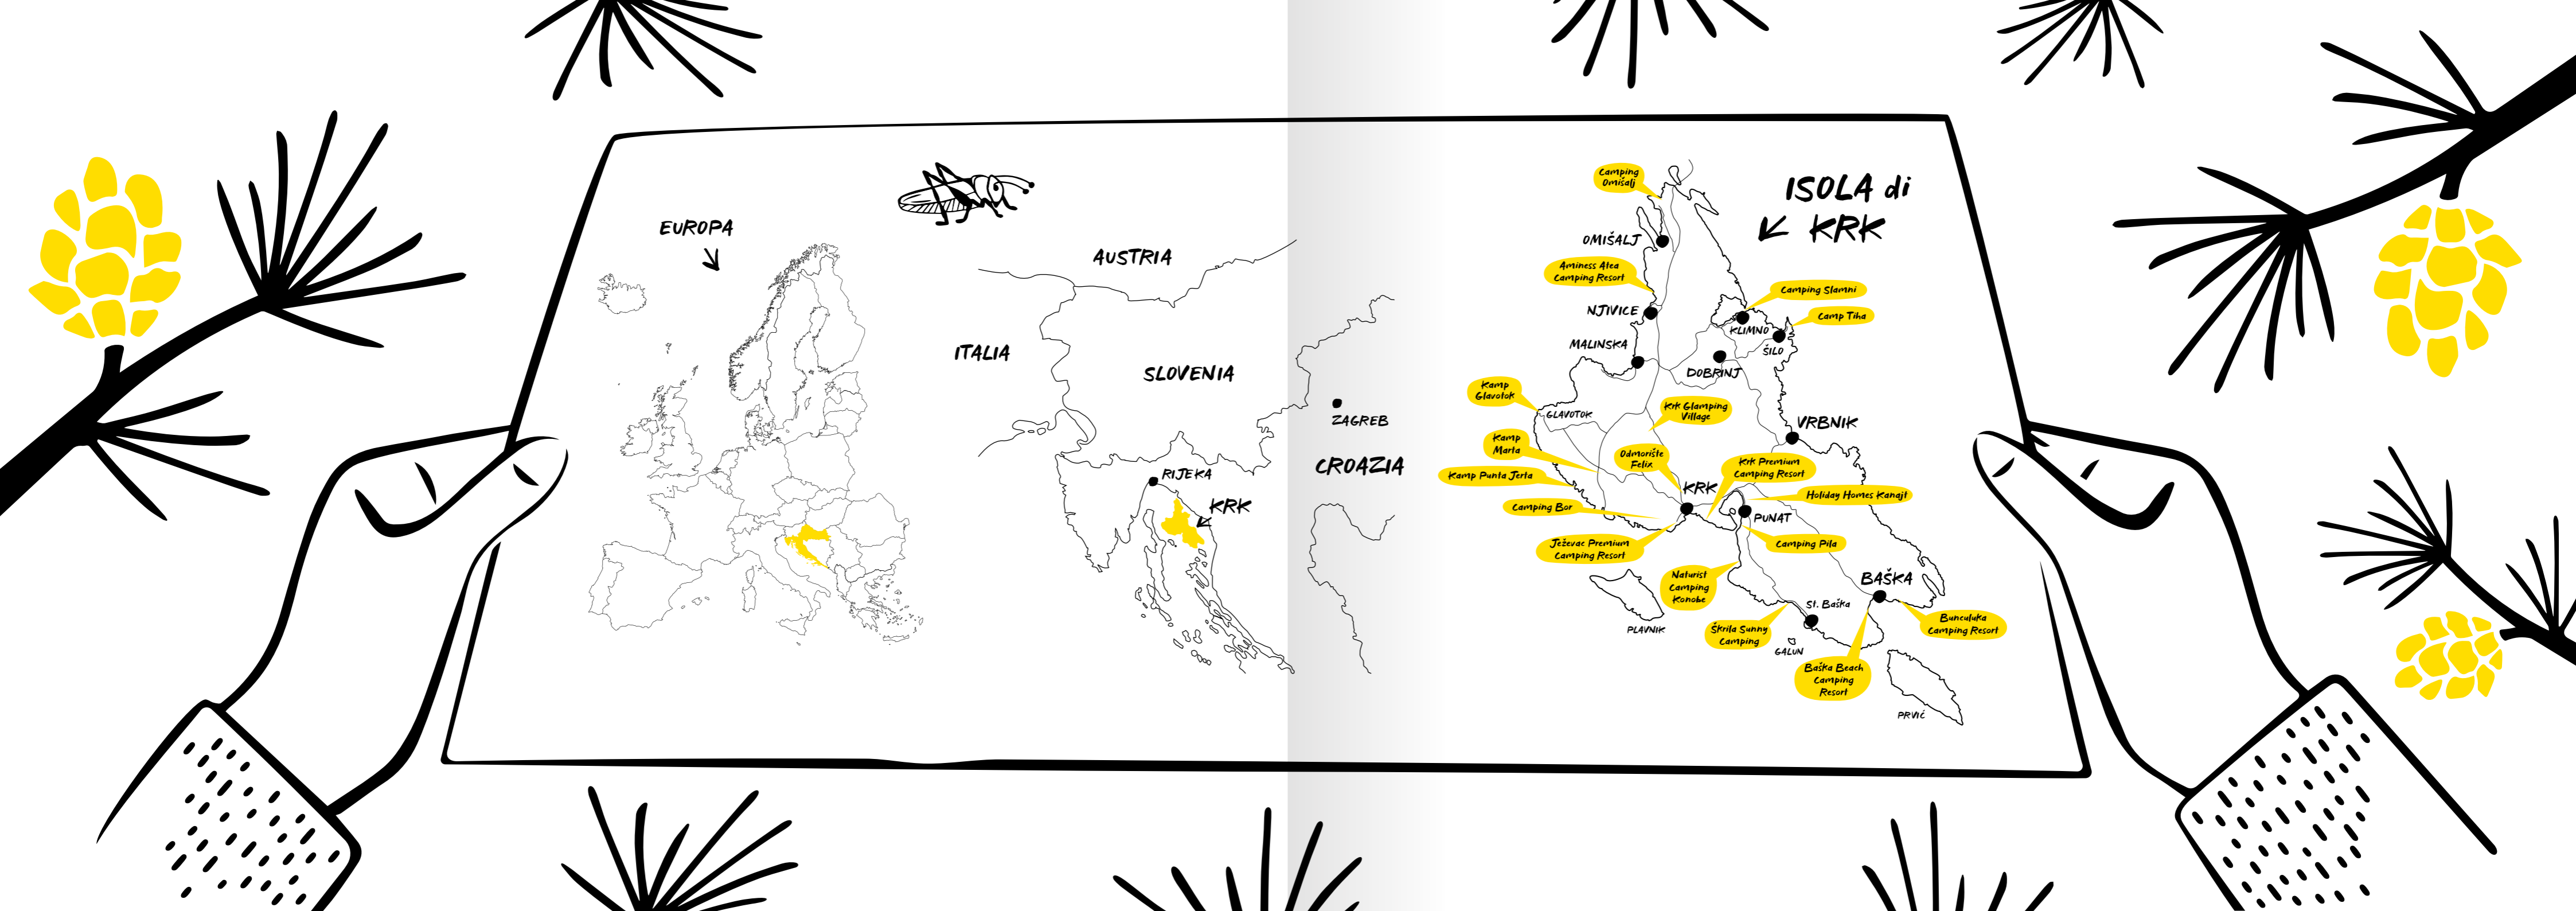 EUROPA
AUSTRIA
ITALIA
SLOVENIA
ZAGREB
CROAZIA
RIJEKA
KRK
ISOLA di
KRK
Camping
Omišalj
OMIŠALJ
Aminess Atea
Camping Resort
NJIVICE
MALINSKA
Camping Slamni
Camp Tiha
KLIMNO
ŠILO
DOBRINJ
Kamp
Glavotok
GLAVOTOK
Krk Glamping
Village
VRBNIK
Kamp
Marta
Odmorište
Felix
Krk Premium
Camping Resort
Kamp Punta Jerta
KRK
Holiday Homes Kanajt
Camping Bor
PUNAT
Ježevac Premium
Camping Resort
Camping Pila
Naturist
Camping
Konobe
BAŠKA
St. Baška
PLAVNIK
Škrila Sunny
Camping
Bunculuka
Camping Resort
GALUN
Baška Beach
Camping
Resort
PRVIĆ